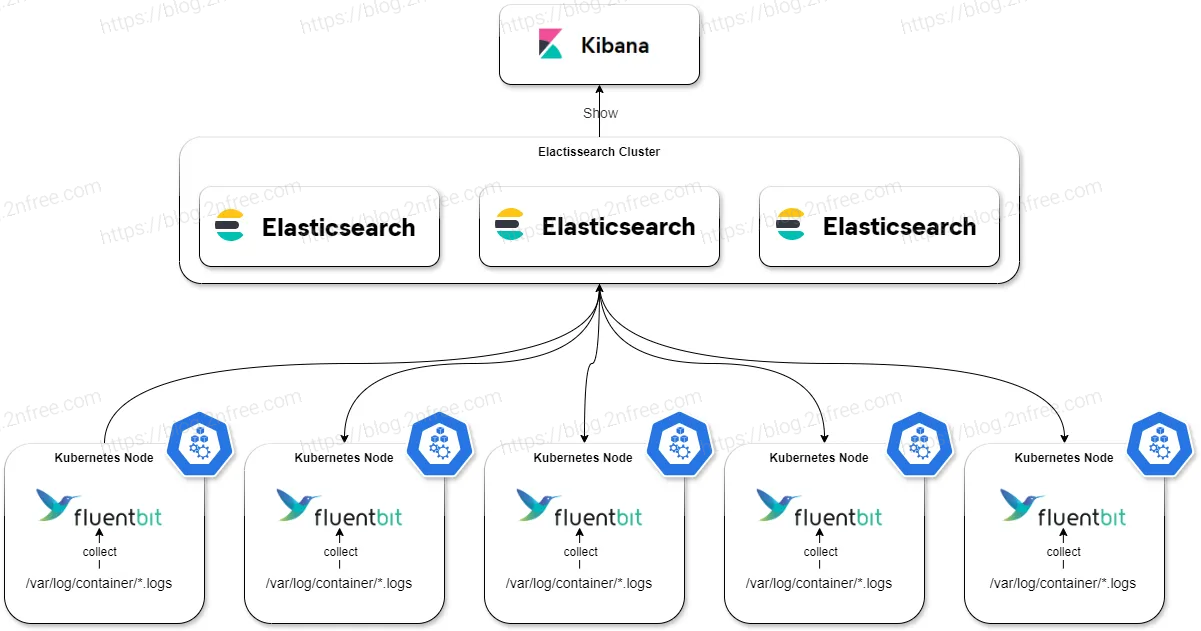 Kibana
Show
Elactissearch Cluster
Elasticsearch
Elasticsearch
Elasticsearch
Kubernetes Node
Kubernetes Node
Kubernetes Node
Kubernetes Node
Kubernetes Node
fluentbit
fluentbit
fluentbit
fluentbit
fluentbit
collect
collect
collect
collect
collect
/var/log/container/*.logs
/var/log/container/*.logs
/var/log/container/*.logs
/var/log/container/*.logs
/var/log/container/*.logs
https://blog.2nfree.com